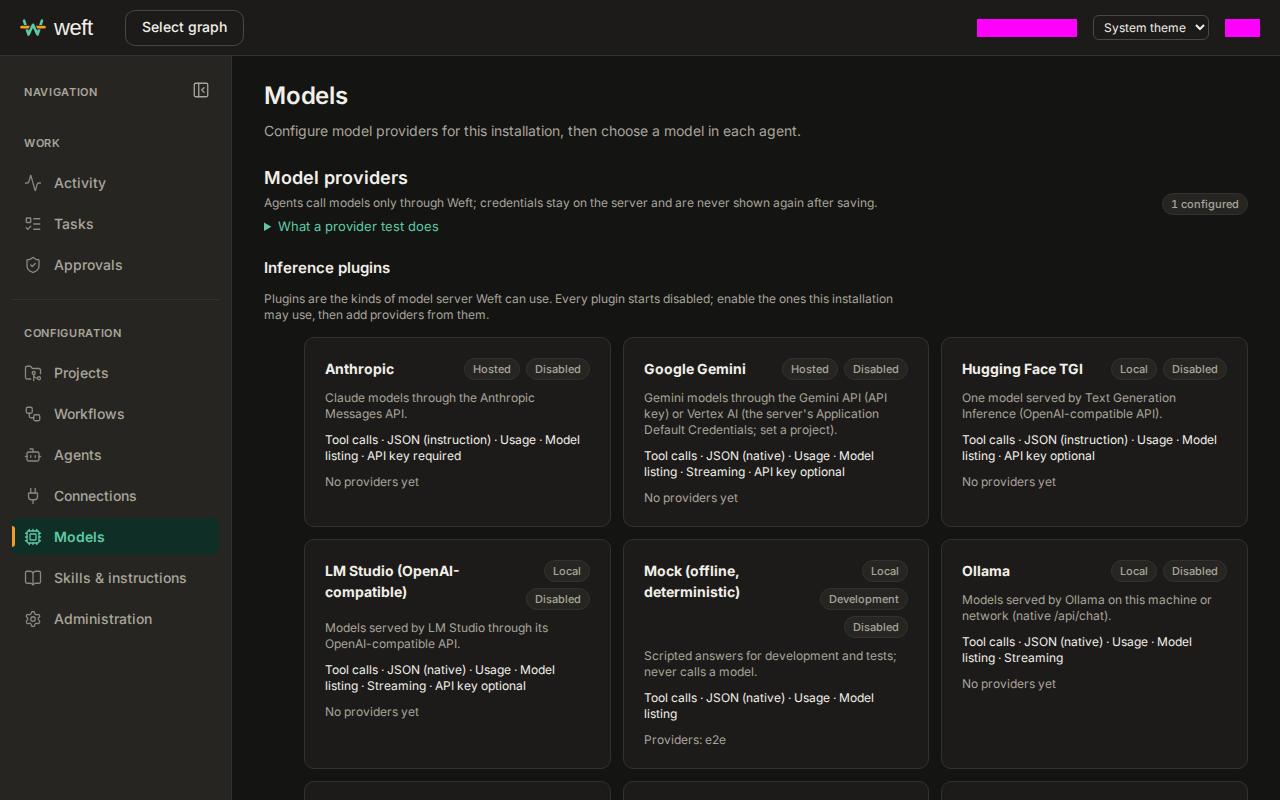 weft
Select graph
System theme
NAVIGATION
WORK
Activity
Tasks
Approvals
CONFIGURATION
Projects
Workflows
Agents
Connections
Models
Skills & instructions
Administration
Models
Configure model providers for this installation, then choose a model in each agent.
Model providers
Agents call models only through Weft; credentials stay on the server and are never shown again after saving.
1 configured
What a provider test does
Inference plugins
Plugins are the kinds of model server Weft can use. Every plugin starts disabled; enable the ones this installation
may use, then add providers from them.
Anthropic
Hosted
Disabled
Claude models through the Anthropic
Messages API.
Tool calls · JSON (instruction) · Usage · Model
listing · API key required
No providers yet
Google Gemini
Hosted
Disabled
Gemini models through the Gemini API (API
key) or Vertex AI (the server's Application
Default Credentials; set a project).
Tool calls · JSON (native) · Usage · Model
listing · Streaming · API key optional
No providers yet
Hugging Face TGI
Local
Disabled
One model served by Text Generation
Inference (OpenAI-compatible API).
Tool calls · JSON (instruction) · Usage · Model
listing · API key optional
No providers yet
LM Studio (OpenAI-
compatible)
Local
Disabled
Models served by LM Studio through its
OpenAI-compatible API.
Tool calls · JSON (native) · Usage · Model
listing · Streaming · API key optional
No providers yet
Mock (offline,
deterministic)
Local
Development
Disabled
Scripted answers for development and tests;
never calls a model.
Tool calls · JSON (native) · Usage · Model
listing
Providers: e2e
Ollama
Local
Disabled
Models served by Ollama on this machine or
network (native /api/chat).
Tool calls · JSON (native) · Usage · Model
listing · Streaming
No providers yet